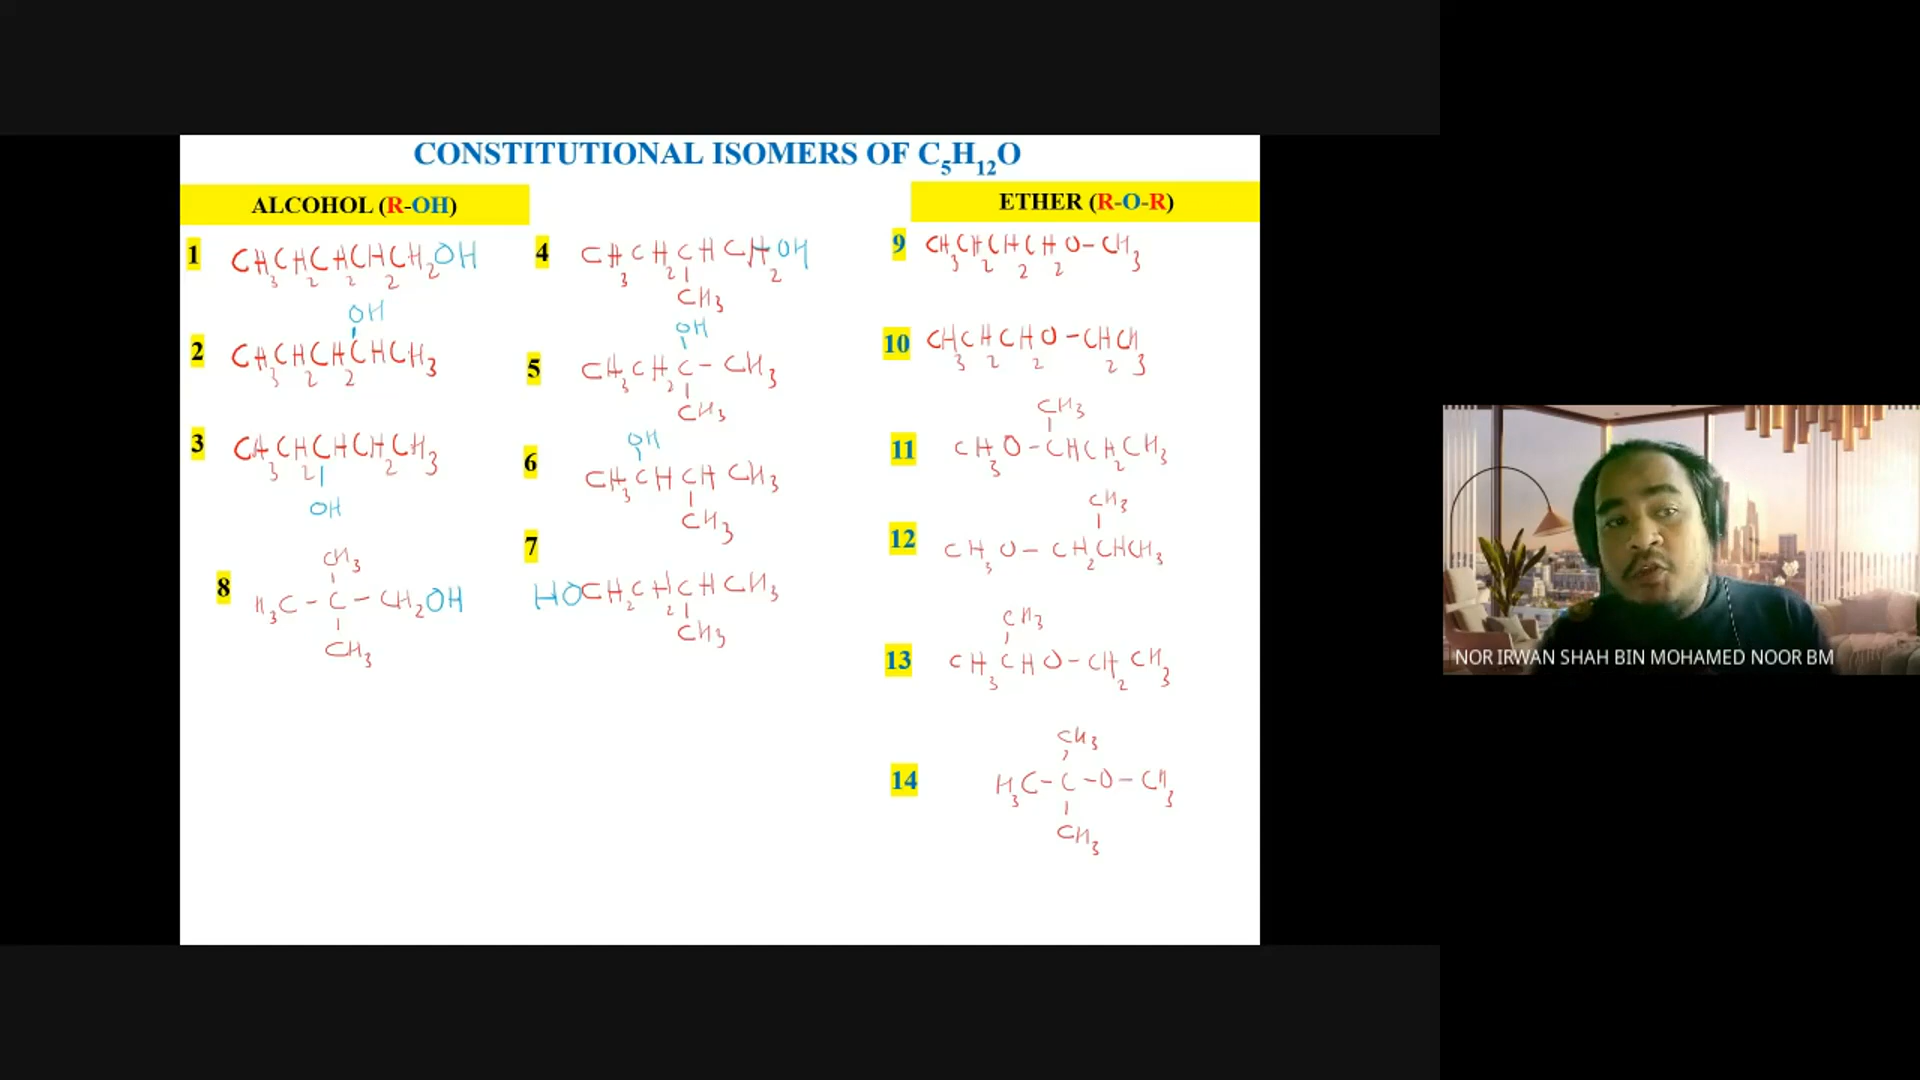 CONSTITUTIONAL ISOMERS OF C5H12O
ALCOHOL (R-OH)
1 CH3CH2CH2CH2CH2OH
OH
2 CH3CH2CH2CHCH3
3 CH3CH2CHCH2CH3
OH
CH3
8 H3C-C-CH2OH
CH3
4 CH3CH2CHCH2OH
CH3
OH
5 CH3CH2C-CH3
CH3
OH
6 CH3CHCHCH3
CH3
7
HOCH2CH2CHCH3
CH3
ETHER (R-O-R)
9 CH3CH2CH2CH2O-CH3
10 CH3CH2CH2O-CH2CH3
CH3
11 CH3O-CHCH2CH3
CH3
12 CH3O-CH2CHCH3
CH3
13 CH3CHO-CH2CH3
CH3
14 H3C-C-O-CH3
CH3
NOR IRWAN SHAH BIN MOHAMED NOOR BM